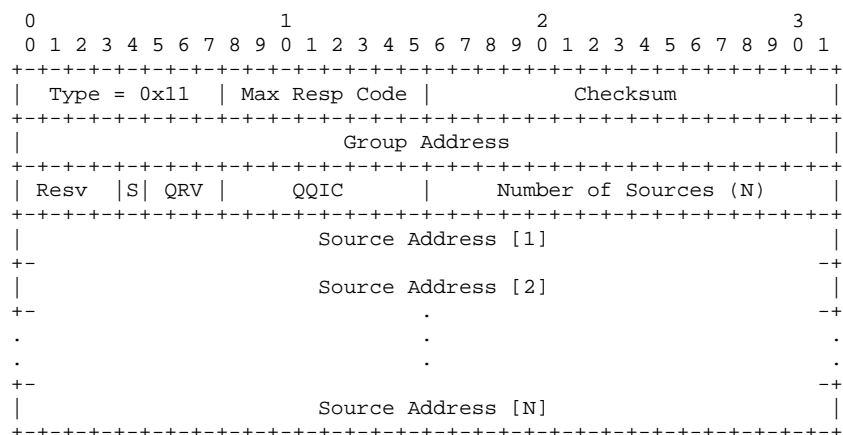 0                   1                   2                   3
 0 1 2 3 4 5 6 7 8 9 0 1 2 3 4 5 6 7 8 9 0 1 2 3 4 5 6 7 8 9 0 1
+-+-+-+-+-+-+-+-+-+-+-+-+-+-+-+-+-+-+-+-+-+-+-+-+-+-+-+-+-+-+-+-+
|  Type = 0x11  | Max Resp Code |           Checksum            |
+-+-+-+-+-+-+-+-+-+-+-+-+-+-+-+-+-+-+-+-+-+-+-+-+-+-+-+-+-+-+-+-+
|                         Group Address                         |
+-+-+-+-+-+-+-+-+-+-+-+-+-+-+-+-+-+-+-+-+-+-+-+-+-+-+-+-+-+-+-+-+
| Resv  |S| QRV |     QQIC      |     Number of Sources (N)     |
+-+-+-+-+-+-+-+-+-+-+-+-+-+-+-+-+-+-+-+-+-+-+-+-+-+-+-+-+-+-+-+-+
|                       Source Address [1]                      |
+-                                                             -+
|                       Source Address [2]                      |
+-                              .                              -+
.                               .                               .
.                               .                               .
+-                                                             -+
|                       Source Address [N]                      |
+-+-+-+-+-+-+-+-+-+-+-+-+-+-+-+-+-+-+-+-+-+-+-+-+-+-+-+-+-+-+-+-+